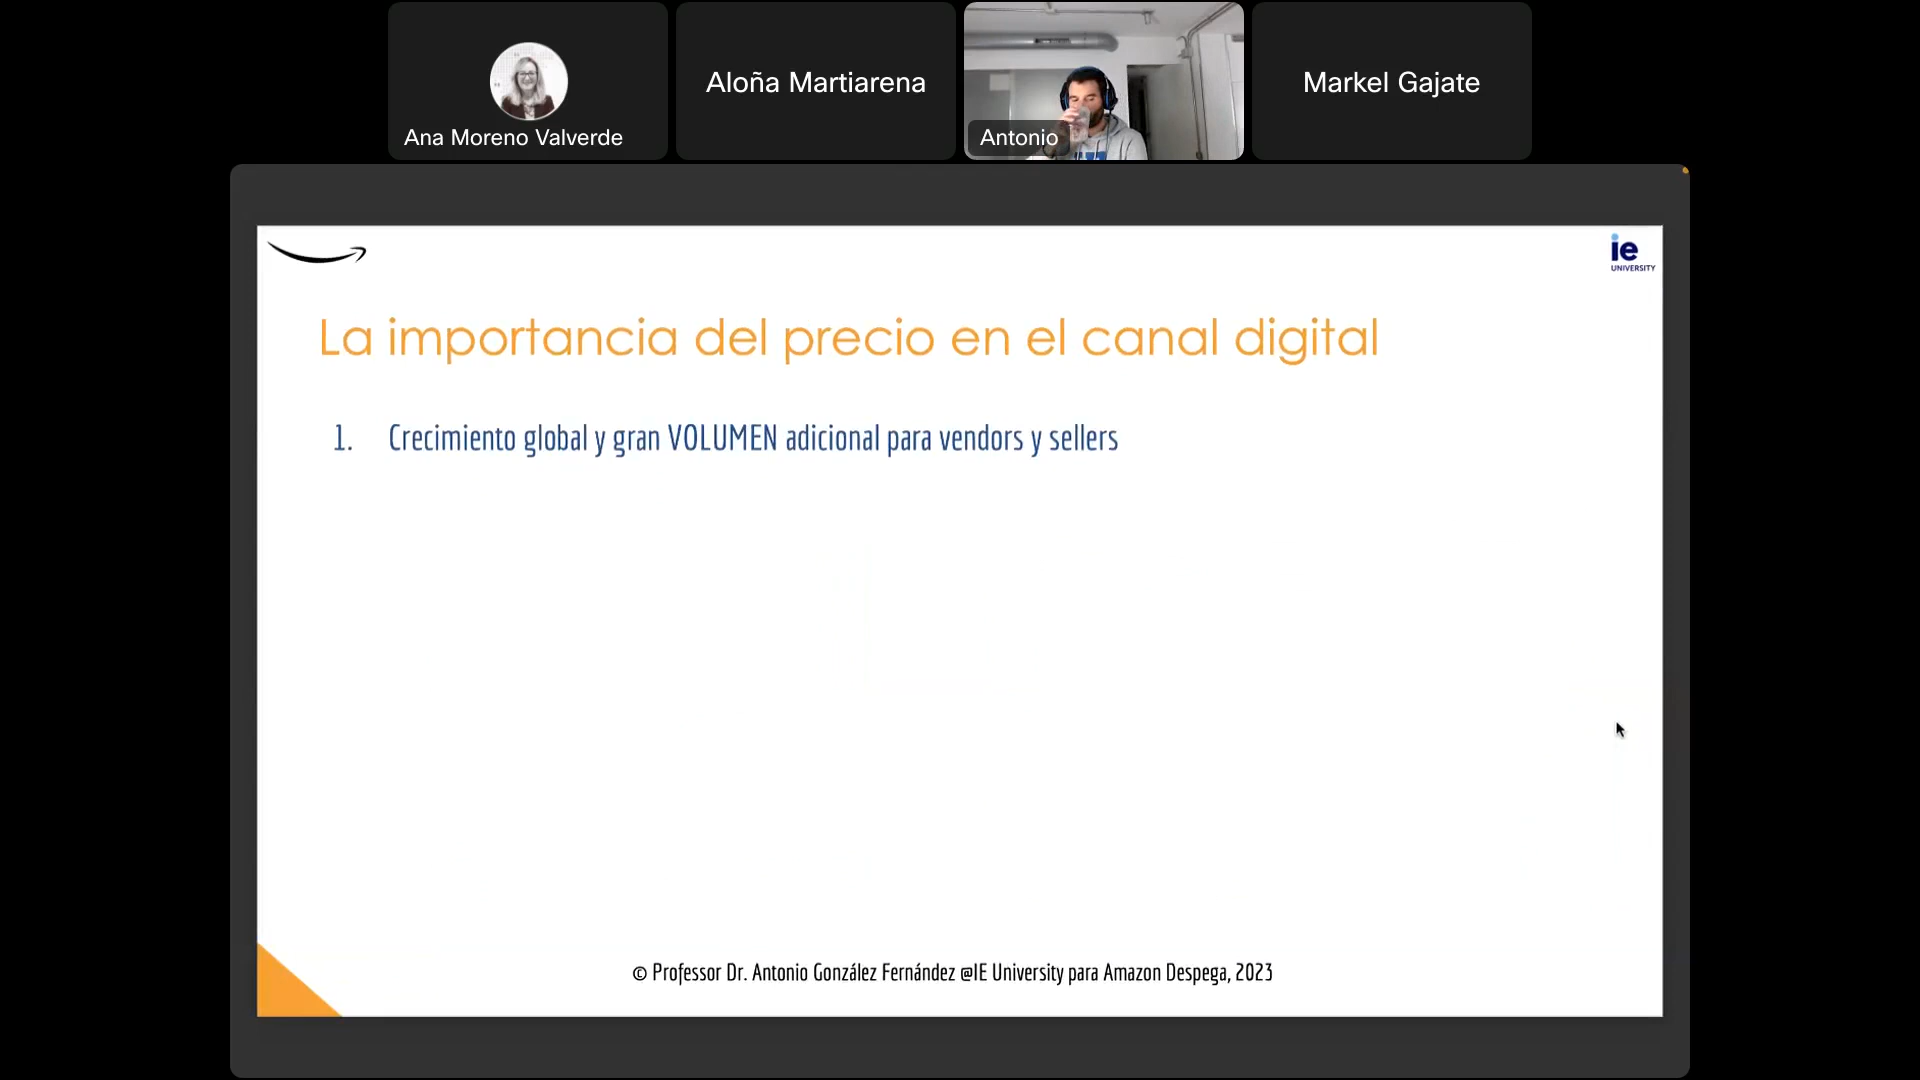 Ana Moreno Valverde
Aloña Martiarena
Antonio
Markel Gajate
ie
UNIVERSITY
La importancia del precio en el canal digital
1. Crecimiento global y gran VOLUMEN adicional para vendors y sellers
© Professor Dr. Antonio González Fernández @IE University para Amazon Despega, 2023